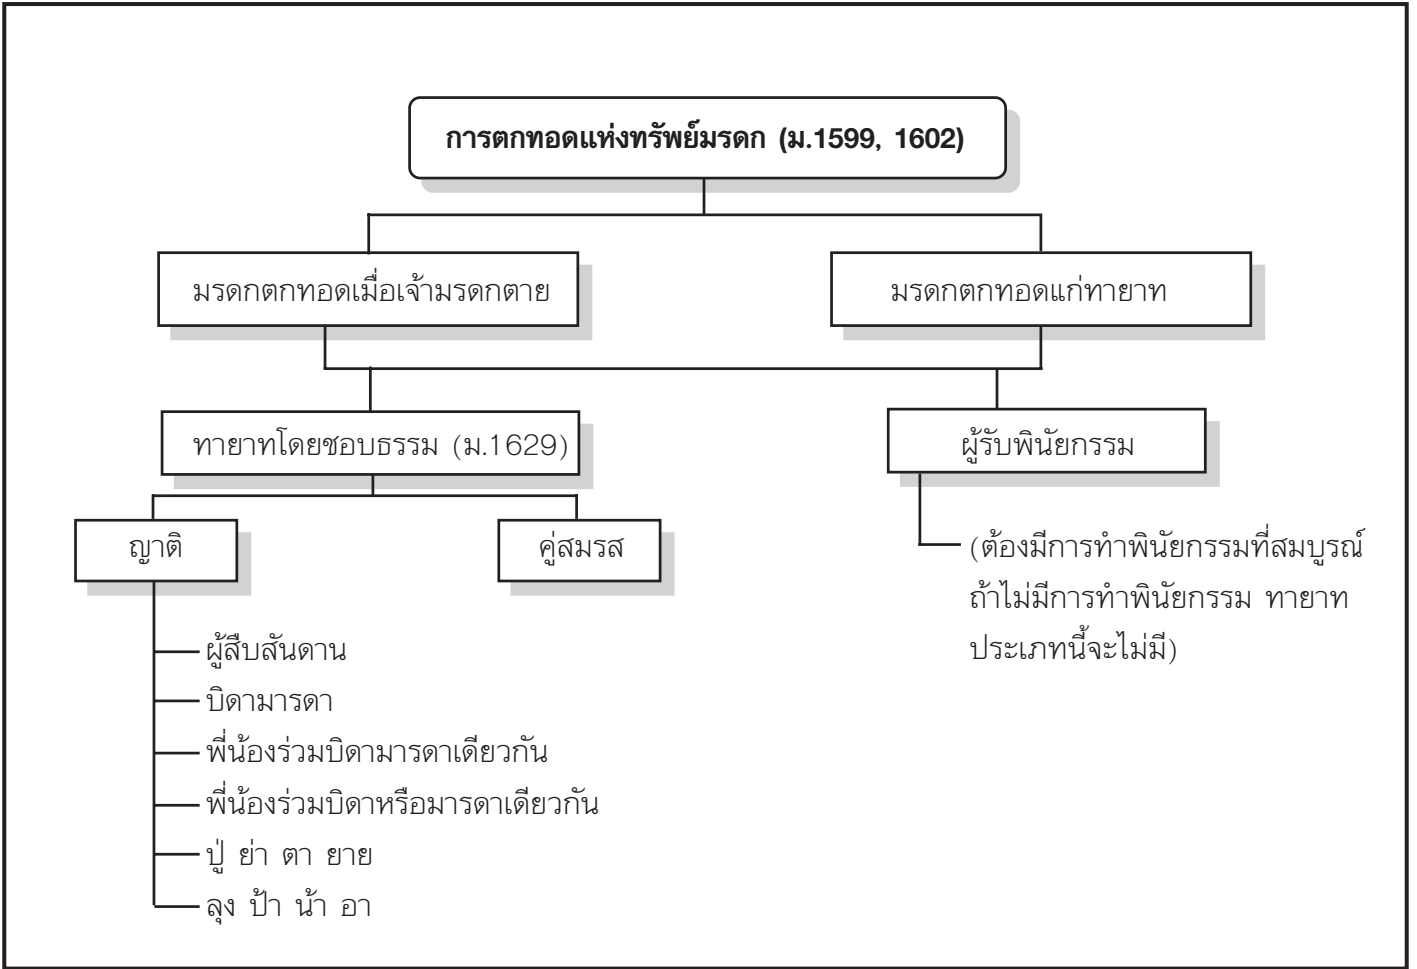 การตกทอดแห่งทรัพย์มรดก (ม.1599, 1602)
มรดกตกทอดเมื่อเจ้ามรดกตาย
มรดกตกทอดแก่ทายาท
ทายาทโดยชอบธรรม (ม.1629)
ผู้รับพินัยกรรม
ญาติ
คู่สมรส
(ต้องมีการทำพินัยกรรมที่สมบูรณ์
ถ้าไม่มีการทำพินัยกรรม ทายาท
ประเภทนี้จะไม่มี)
ผู้สืบสันดาน
บิดามารดา
พี่น้องร่วมบิดามารดาเดียวกัน
พี่น้องร่วมบิดาหรือมารดาเดียวกัน
ปู่ ย่า ตา ยาย
ลุง ป้า น้า อา